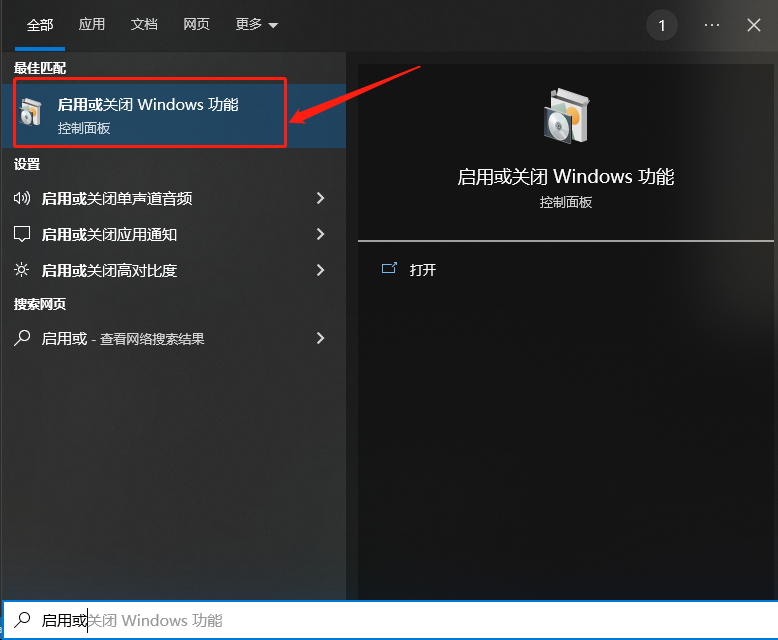 全部 应用 文档 网页 更多 1 ···
最佳匹配
启用或关闭 Windows 功能
控制面板
设置
启用或关闭单声道音频
启用或关闭应用通知
启用或关闭高对比度
搜索网页
启用或 - 查看网络搜索结果
启用或关闭 Windows 功能
控制面板
打开
启用或关闭 Windows 功能